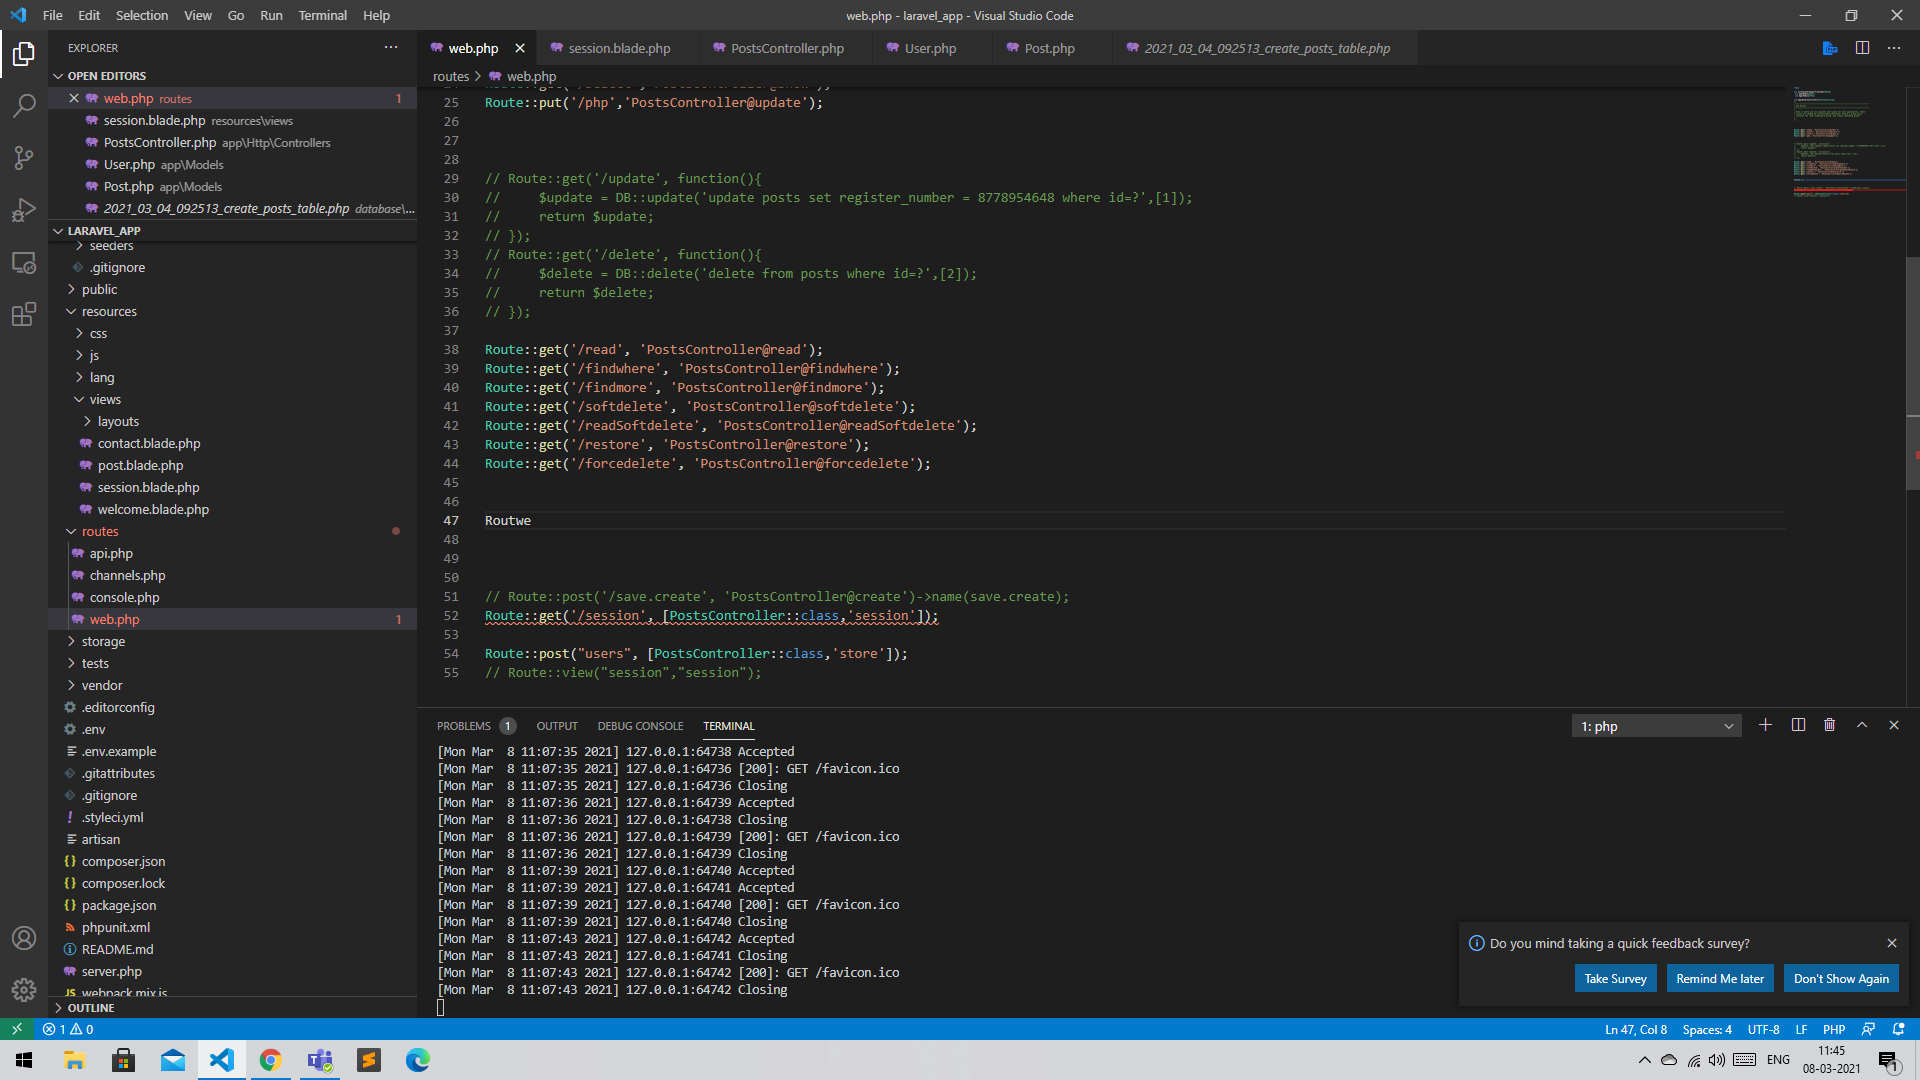 File Edit Selection View Go Run Terminal Help
web.php - laravel_app - Visual Studio Code
EXPLORER
OPEN EDITORS
web.php routes 1
session.blade.php resources\views
PostsController.php app\Http\Controllers
User.php app\Models
Post.php app\Models
2021_03_04_092513_create_posts_table.php database\...
LARAVEL_APP
seeders
.gitignore
public
resources
css
js
lang
views
layouts
contact.blade.php
post.blade.php
session.blade.php
welcome.blade.php
routes
api.php
channels.php
console.php
web.php 1
storage
tests
vendor
.editorconfig
.env
.env.example
.gitattributes
.gitignore
.styleci.yml
artisan
composer.json
composer.lock
package.json
phpunit.xml
README.md
server.php
webpack.mix.js
OUTLINE
web.php session.blade.php PostsController.php User.php Post.php 2021_03_04_092513_create_posts_table.php
routes > web.php
25 Route::put('/php','PostsController@update');
26
27
28
29 // Route::get('/update', function(){
30 //     $update = DB::update('update posts set register_number = 8778954648 where id=?',[1]);
31 //     return $update;
32 // });
33 // Route::get('/delete', function(){
34 //     $delete = DB::delete('delete from posts where id=?',[2]);
35 //     return $delete;
36 // });
37
38 Route::get('/read', 'PostsController@read');
39 Route::get('/findwhere', 'PostsController@findwhere');
40 Route::get('/findmore', 'PostsController@findmore');
41 Route::get('/softdelete', 'PostsController@softdelete');
42 Route::get('/readSoftdelete', 'PostsController@readSoftdelete');
43 Route::get('/restore', 'PostsController@restore');
44 Route::get('/forcedelete', 'PostsController@forcedelete');
45
46
47 Routwe
48
49
50
51 // Route::post('/save.create', 'PostsController@create')->name(save.create);
52 Route::get('/session', [PostsController::class,'session']);
53
54 Route::post("users", [PostsController::class,'store']);
55 // Route::view("session","session");
PROBLEMS 1 OUTPUT DEBUG CONSOLE TERMINAL
1: php
[Mon Mar  8 11:07:35 2021] 127.0.0.1:64738 Accepted
[Mon Mar  8 11:07:35 2021] 127.0.0.1:64736 [200]: GET /favicon.ico
[Mon Mar  8 11:07:35 2021] 127.0.0.1:64736 Closing
[Mon Mar  8 11:07:36 2021] 127.0.0.1:64739 Accepted
[Mon Mar  8 11:07:36 2021] 127.0.0.1:64738 Closing
[Mon Mar  8 11:07:36 2021] 127.0.0.1:64739 [200]: GET /favicon.ico
[Mon Mar  8 11:07:36 2021] 127.0.0.1:64739 Closing
[Mon Mar  8 11:07:39 2021] 127.0.0.1:64740 Accepted
[Mon Mar  8 11:07:39 2021] 127.0.0.1:64741 Accepted
[Mon Mar  8 11:07:39 2021] 127.0.0.1:64740 [200]: GET /favicon.ico
[Mon Mar  8 11:07:39 2021] 127.0.0.1:64740 Closing
[Mon Mar  8 11:07:43 2021] 127.0.0.1:64742 Accepted
[Mon Mar  8 11:07:43 2021] 127.0.0.1:64741 Closing
[Mon Mar  8 11:07:43 2021] 127.0.0.1:64742 [200]: GET /favicon.ico
[Mon Mar  8 11:07:43 2021] 127.0.0.1:64742 Closing
Do you mind taking a quick feedback survey?
Take Survey Remind Me later Don't Show Again
1 0
Ln 47, Col 8 Spaces: 4 UTF-8 LF PHP
ENG
11:45
08-03-2021
1